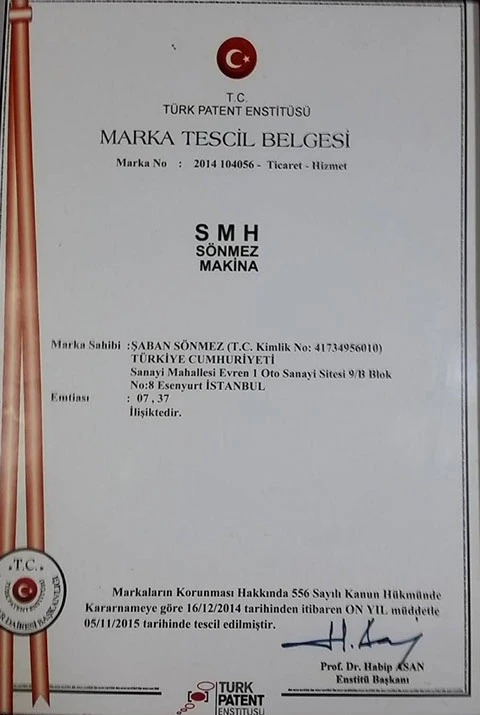 T.C.
TÜRK PATENT ENSTİTÜSÜ
MARKA TESCİL BELGESİ
Marka No : 2014 104056 - Ticaret - Hizmet
SMH
SÖNMEZ
MAKİNA
Marka Sahibi :ŞABAN SÖNMEZ (T.C. Kimlik No: 41734956010)
TÜRKİYE CUMHURİYETİ
Sanayi Mahallesi Evren 1 Oto Sanayi Sitesi 9/B Blok
No:8 Esenyurt İSTANBUL
Emtiası : 07 , 37
İlişiktedir.
T.C.
Markaların Korunması Hakkında 556 Sayılı Kanun Hükmünde
Kararnameye göre 16/12/2014 tarihinden itibaren ON YIL müddetle
05/11/2015 tarihinde tescil edilmiştir.
Prof. Dr. Habip ASAN
Enstitü Başkanı
TÜRK
PATENT
ENSTİTÜSÜ